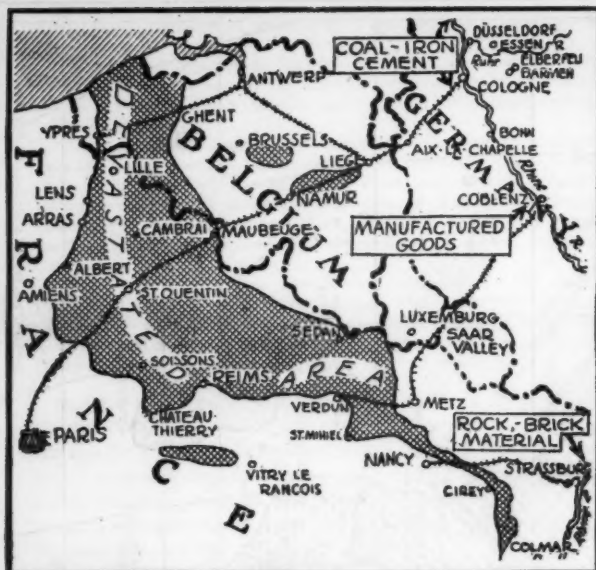 DÜSSELDORF
ESSEN
Ruhr
ELBERFELD
BARMEN
COAL-IRON
CEMENT
COLOGNE
ANTWERP
GHENT
YPRES
BRUSSELS
BELGIUM
GERMANY
LIEGE
AIX-LE-CHAPELLE
BONN
Rhine
LILLE
NAMUR
COBLENZ
LENS
ARRAS
CAMBRAI
MAUBEUGE
MANUFACTURED
GOODS
DEVASTATED AREA
ALBERT
AMIENS
ST. QUENTIN
LUXEMBURG
SEDAN
SAAR
VALLEY
SOISSONS
REIMS
FRANCE
VERDUN
METZ
CHATEAU-
THIERRY
ROCK-BRICK
MATERIAL
PARIS
ST. MIHIEL
NANCY
STRASSBURG
VITRY LE
RANCOIS
CIREY
COLMAR